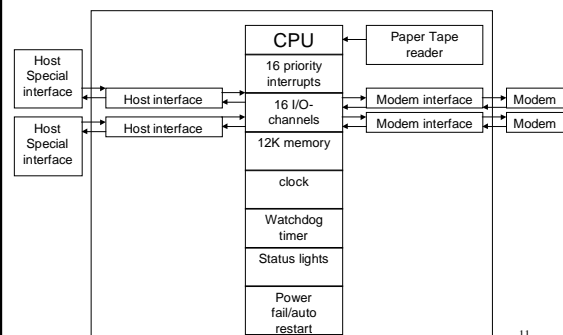 CPU
Paper Tape
reader
Host
Special
interface
16 priority
interrupts
Host interface
16 I/O-
channels
Modem interface
Modem
Host
Special
interface
Host interface
Modem interface
Modem
12K memory
clock
Watchdog
timer
Status lights
Power
fail/auto
restart
11